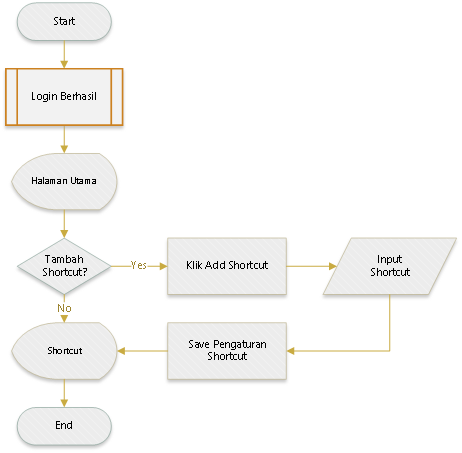 Start
Login Berhasil
Halaman Utama
Tambah
Shortcut?
Yes
Klik Add Shortcut
Input
Shortcut
No
Save Pengaturan
Shortcut
Shortcut
End